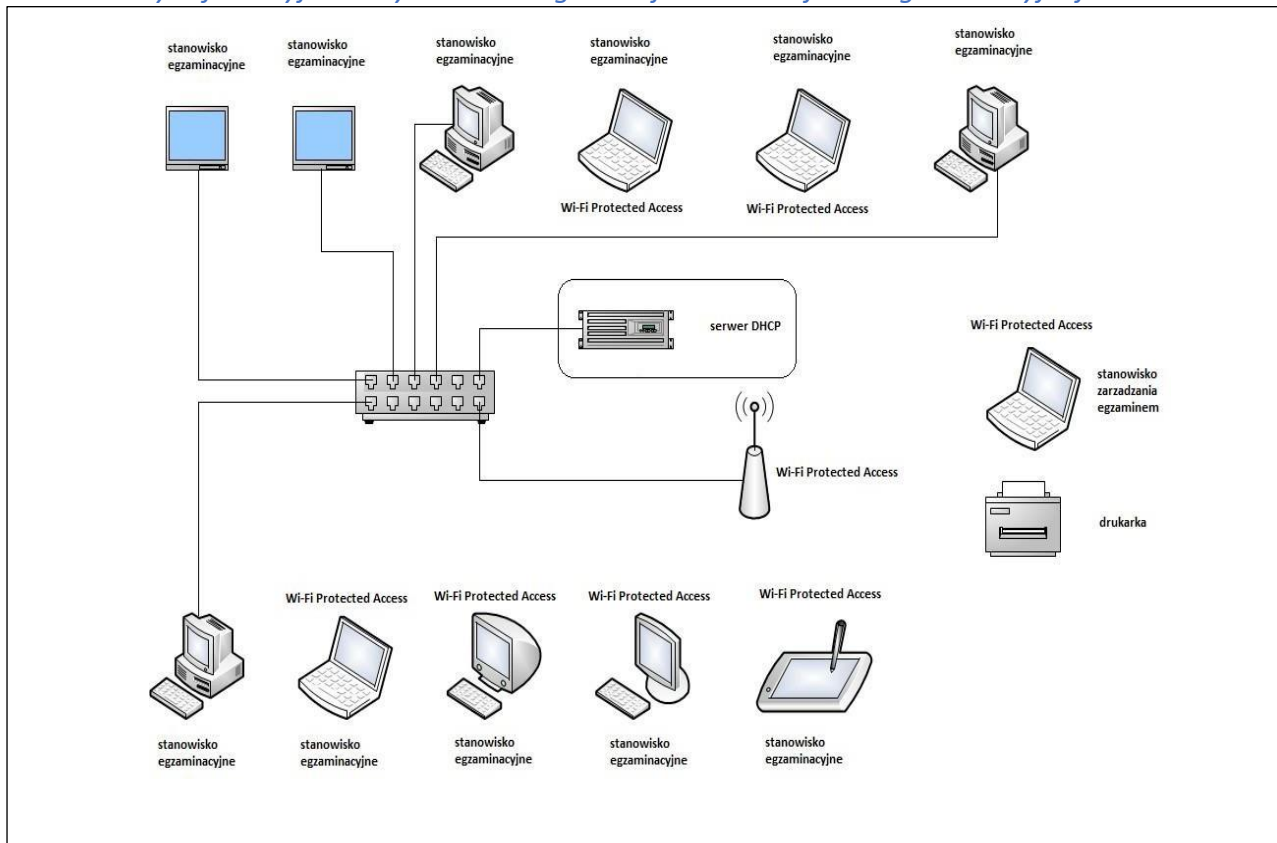 stanowisko
egzaminacyjne
stanowisko
egzaminacyjne
stanowisko
egzaminacyjne
stanowisko
egzaminacyjne
stanowisko
egzaminacyjne
stanowisko
egzaminacyjne
Wi-Fi Protected Access
Wi-Fi Protected Access
serwer DHCP
Wi-Fi Protected Access
stanowisko
zarzadzania
egzaminem
Wi-Fi Protected Access
drukarka
Wi-Fi Protected Access
Wi-Fi Protected Access
Wi-Fi Protected Access
Wi-Fi Protected Access
stanowisko
egzaminacyjne
stanowisko
egzaminacyjne
stanowisko
egzaminacyjne
stanowisko
egzaminacyjne
stanowisko
egzaminacyjne